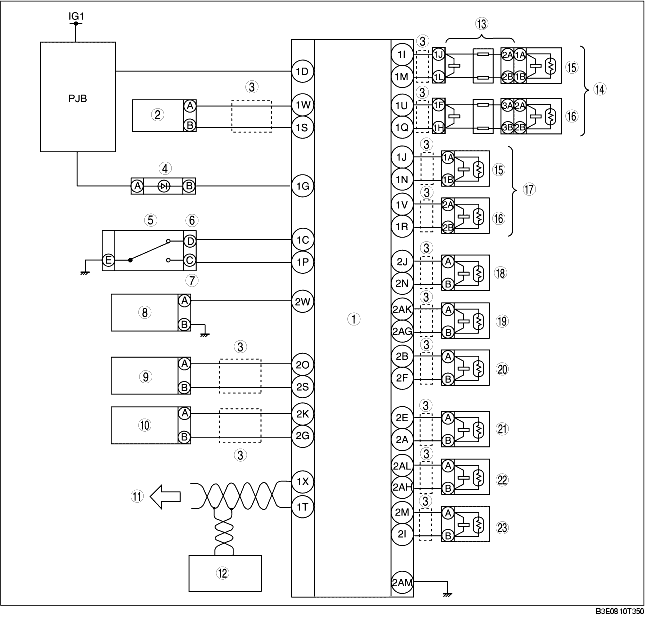 IG1
PJB
1D
② A B
③
1W
1S
④
A B
1G
⑤ ⑥
E D C
⑦
1C
1P
⑧ A B
2W
⑨ A B
③
2O
2S
⑩ A B
③
2K
2G
⑪
1X
1T
⑫
①
⑬
3 1I 1M 1J 1L 2A 1A 2B 1B ⑮
⑭
3 1U 1Q 1F 1H 3A 2A 3B 2B ⑯
3 1J 1N 1A 1B ⑮
⑰
3 1V 1R 2A 2B ⑯
3 2J 2N A B ⑱
3 2AK 2AG A B ⑲
3 2B 2F A B ⑳
3 2E 2A A B ㉑
3 2AL 2AH A B ㉒
3 2M 2I A B ㉓
2AM
B3E0810T350